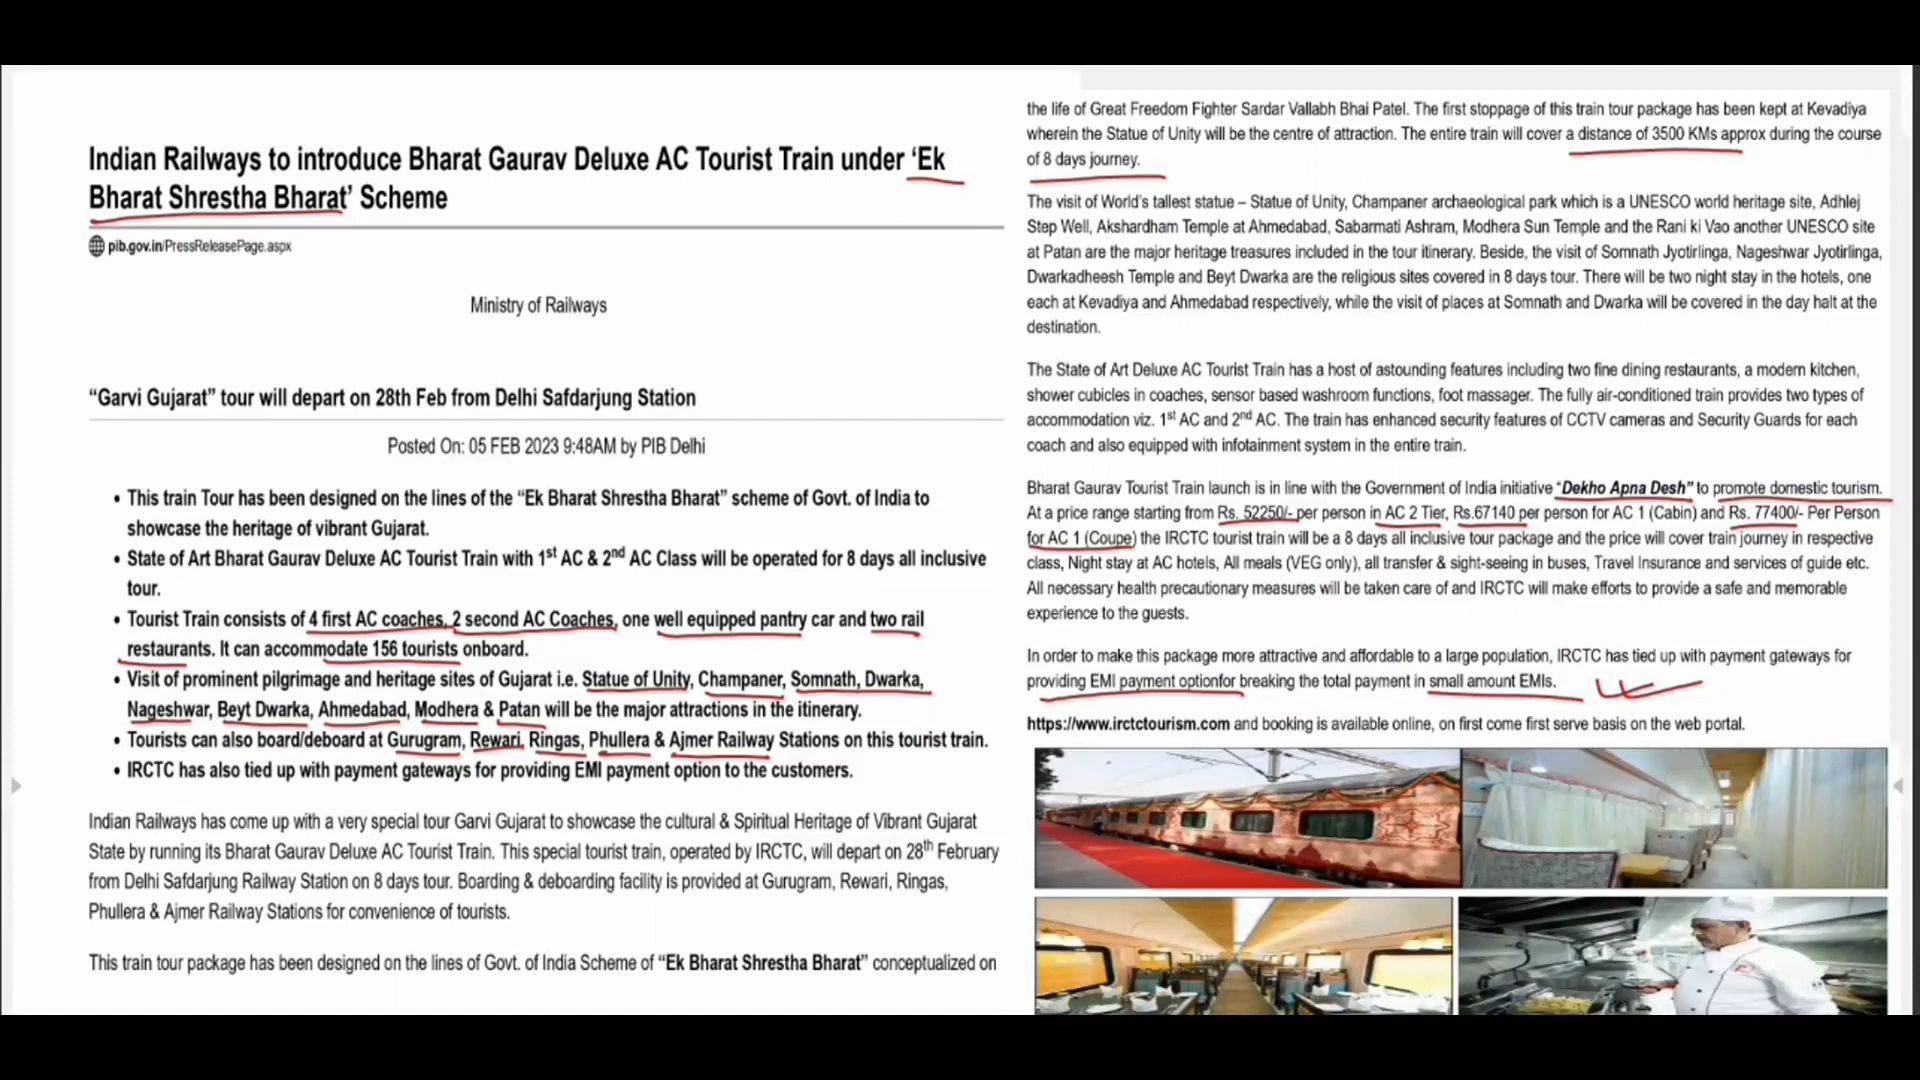 Indian Railways to introduce Bharat Gaurav Deluxe AC Tourist Train under ‘Ek
Bharat Shrestha Bharat’ Scheme
pib.gov.in/PressReleasePage.aspx
Ministry of Railways
“Garvi Gujarat” tour will depart on 28th Feb from Delhi Safdarjung Station
Posted On: 05 FEB 2023 9:48AM by PIB Delhi
• This train Tour has been designed on the lines of the “Ek Bharat Shrestha Bharat” scheme of Govt. of India to
showcase the heritage of vibrant Gujarat.
• State of Art Bharat Gaurav Deluxe AC Tourist Train with 1st AC & 2nd AC Class will be operated for 8 days all inclusive
tour.
• Tourist Train consists of 4 first AC coaches, 2 second AC Coaches, one well equipped pantry car and two rail
restaurants. It can accommodate 156 tourists onboard.
• Visit of prominent pilgrimage and heritage sites of Gujarat i.e. Statue of Unity, Champaner, Somnath, Dwarka,
Nageshwar, Beyt Dwarka, Ahmedabad, Modhera & Patan will be the major attractions in the itinerary.
• Tourists can also board/deboard at Gurugram, Rewari, Ringas, Phullera & Ajmer Railway Stations on this tourist train.
• IRCTC has also tied up with payment gateways for providing EMI payment option to the customers.
Indian Railways has come up with a very special tour Garvi Gujarat to showcase the cultural & Spiritual Heritage of Vibrant Gujarat
State by running its Bharat Gaurav Deluxe AC Tourist Train. This special tourist train, operated by IRCTC, will depart on 28th February
from Delhi Safdarjung Railway Station on 8 days tour. Boarding & deboarding facility is provided at Gurugram, Rewari, Ringas,
Phullera & Ajmer Railway Stations for convenience of tourists.
This train tour package has been designed on the lines of Govt. of India Scheme of “Ek Bharat Shrestha Bharat” conceptualized on
the life of Great Freedom Fighter Sardar Vallabh Bhai Patel. The first stoppage of this train tour package has been kept at Kevadiya
wherein the Statue of Unity will be the centre of attraction. The entire train will cover a distance of 3500 KMs approx during the course
of 8 days journey.
The visit of World’s tallest statue – Statue of Unity, Champaner archaeological park which is a UNESCO world heritage site, Adhlej
Step Well, Akshardham Temple at Ahmedabad, Sabarmati Ashram, Modhera Sun Temple and the Rani ki Vao another UNESCO site
at Patan are the major heritage treasures included in the tour itinerary. Beside, the visit of Somnath Jyotirlinga, Nageshwar Jyotirlinga,
Dwarkadheesh Temple and Beyt Dwarka are the religious sites covered in 8 days tour. There will be two night stay in the hotels, one
each at Kevadiya and Ahmedabad respectively, while the visit of places at Somnath and Dwarka will be covered in the day halt at the
destination.
The State of Art Deluxe AC Tourist Train has a host of astounding features including two fine dining restaurants, a modern kitchen,
shower cubicles in coaches, sensor based washroom functions, foot massager. The fully air-conditioned train provides two types of
accommodation viz. 1st AC and 2nd AC. The train has enhanced security features of CCTV cameras and Security Guards for each
coach and also equipped with infotainment system in the entire train.
Bharat Gaurav Tourist Train launch is in line with the Government of India initiative “Dekho Apna Desh” to promote domestic tourism.
At a price range starting from Rs. 52250/- per person in AC 2 Tier, Rs.67140 per person for AC 1 (Cabin) and Rs. 77400/- Per Person
for AC 1 (Coupe) the IRCTC tourist train will be a 8 days all inclusive tour package and the price will cover train journey in respective
class, Night stay at AC hotels, All meals (VEG only), all transfer & sight-seeing in buses, Travel Insurance and services of guide etc.
All necessary health precautionary measures will be taken care of and IRCTC will make efforts to provide a safe and memorable
experience to the guests.
In order to make this package more attractive and affordable to a large population, IRCTC has tied up with payment gateways for
providing EMI payment optionfor breaking the total payment in small amount EMIs.
https://www.irctctourism.com and booking is available online, on first come first serve basis on the web portal.